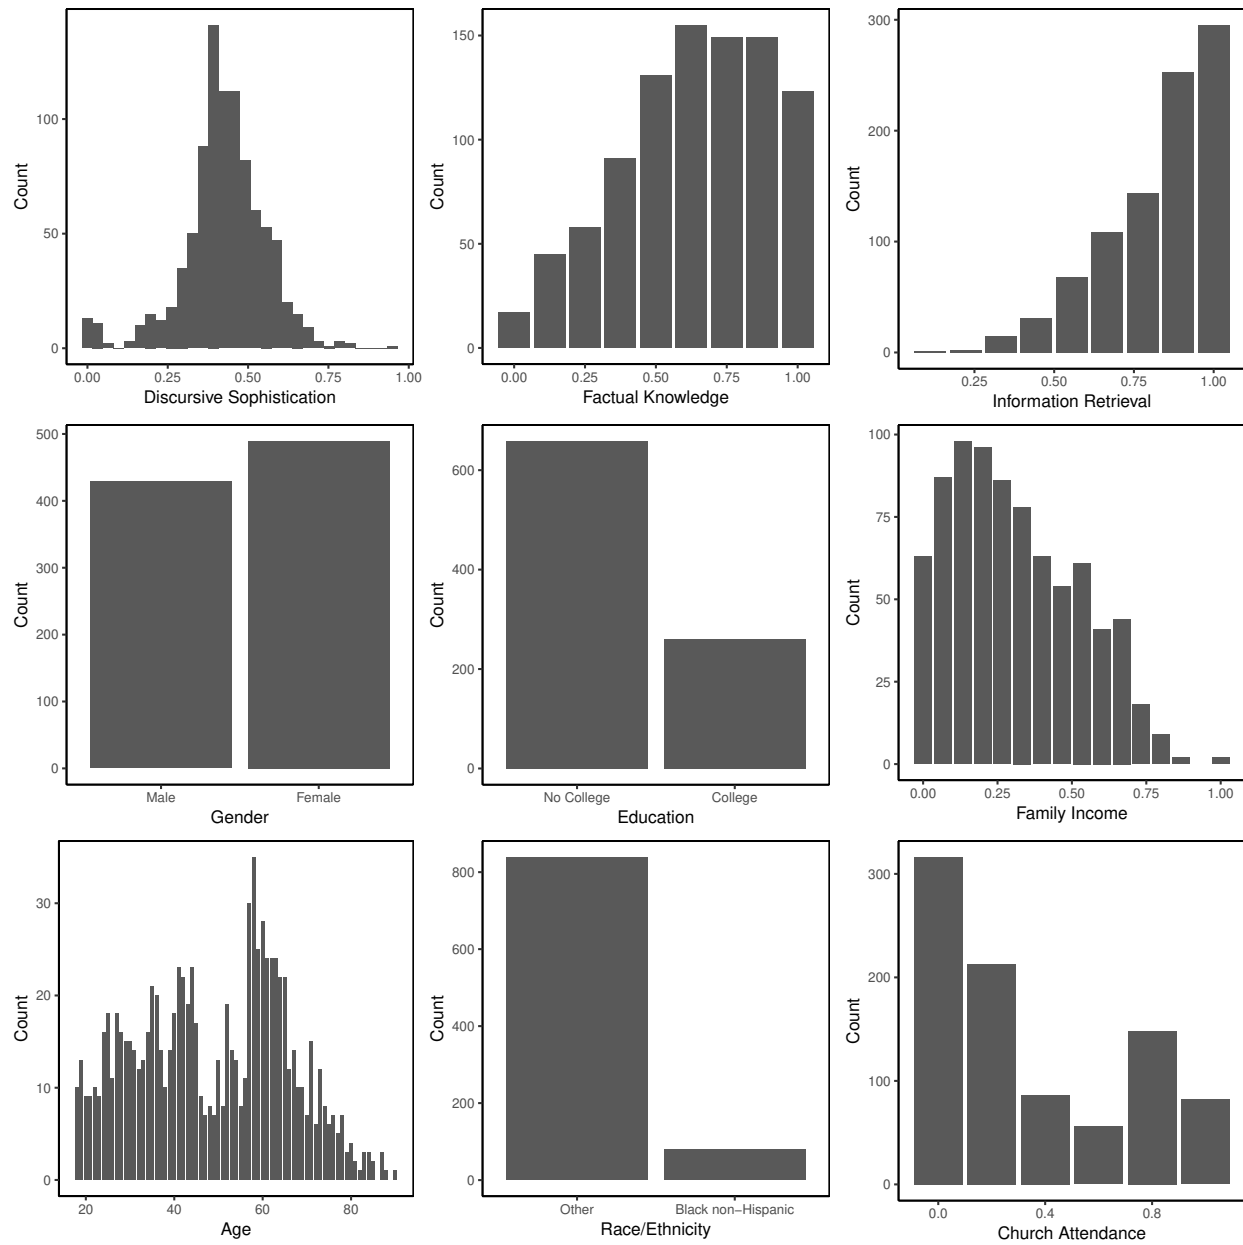 Count
100
50
0
0.00 0.25 0.50 0.75 1.00
Discursive Sophistication
Count
150
100
50
0
0.00 0.25 0.50 0.75 1.00
Factual Knowledge
Count
300
200
100
0
0.25 0.50 0.75 1.00
Information Retrieval
Count
500
400
300
200
100
0
Male Female
Gender
Count
600
400
200
0
No College College
Education
Count
100
75
50
25
0
0.00 0.25 0.50 0.75 1.00
Family Income
Count
30
20
10
0
20 40 60 80
Age
Count
800
600
400
200
0
Other Black non−Hispanic
Race/Ethnicity
Count
300
200
100
0
0.0 0.4 0.8
Church Attendance